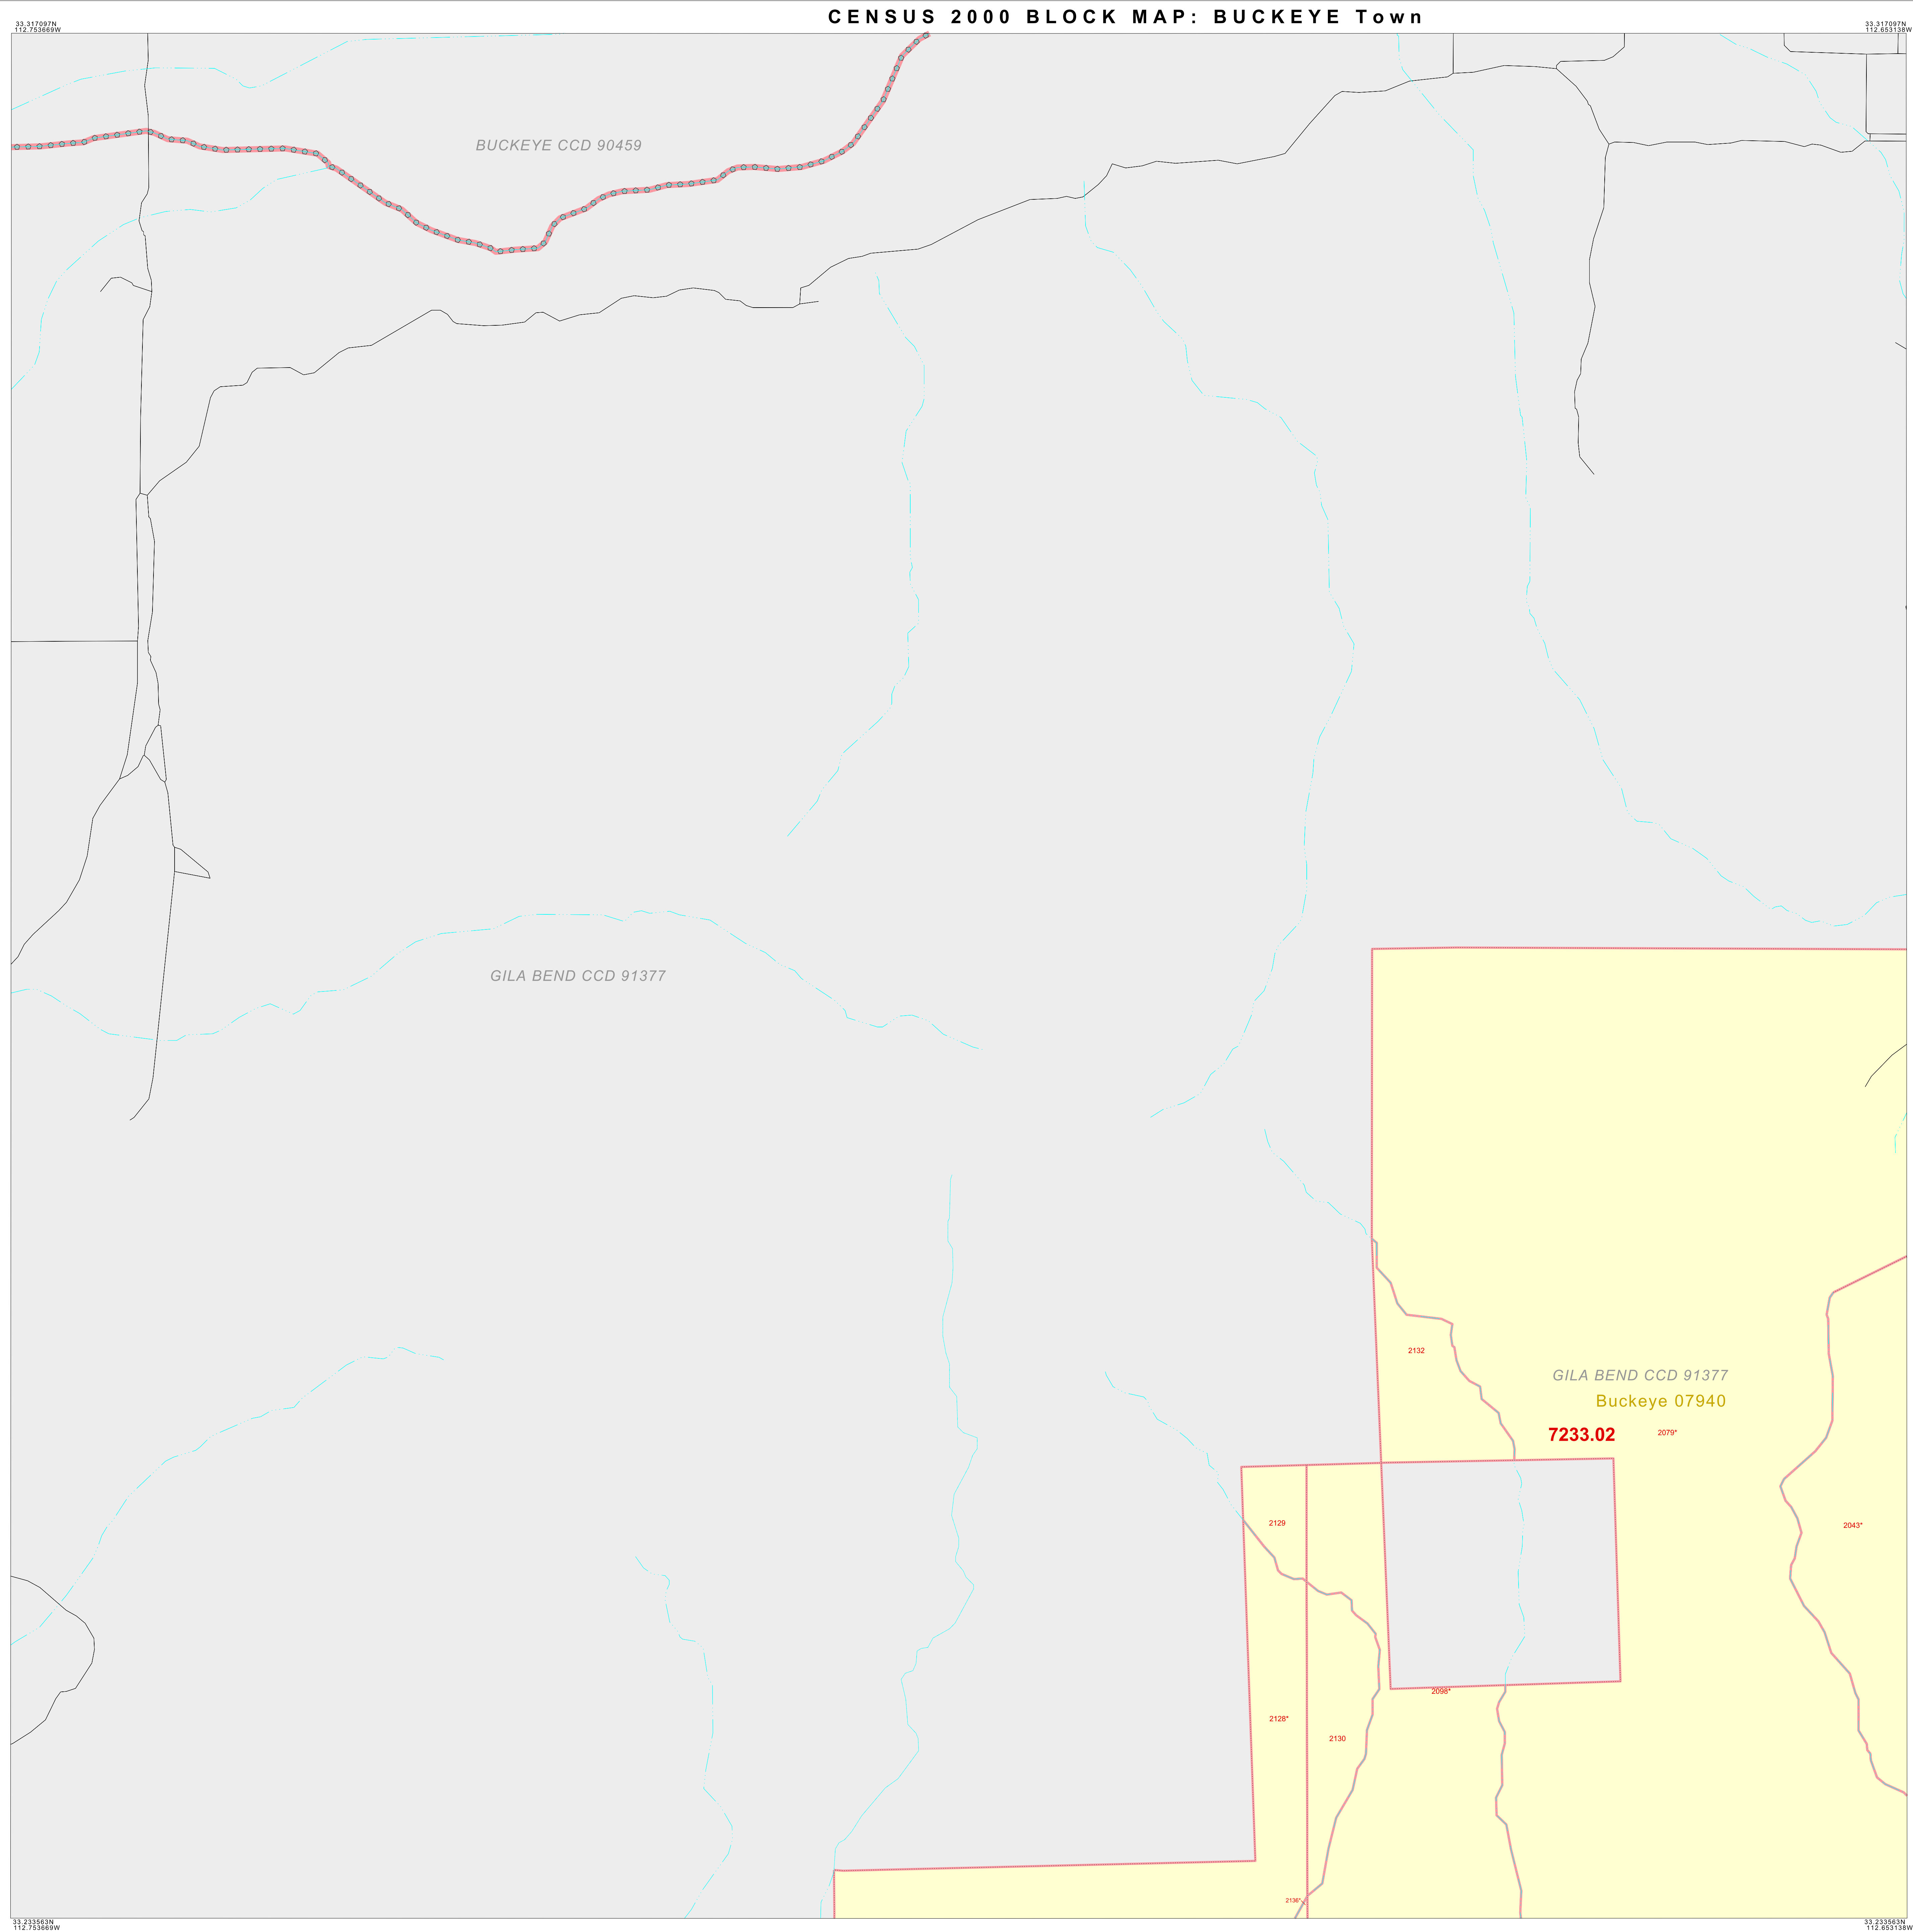 CENSUS 2000 BLOCK MAP: BUCKEYE Town
33.317097N
112.753669W
33.317097N
112.653138W
BUCKEYE CCD 90459
GILA BEND CCD 91377
2132
GILA BEND CCD 91377
Buckeye 07940
7233.02
2079*
2129
2043*
2098*
2128*
2130
2136*
33.233563N
112.753669W
33.233563N
112.653138W